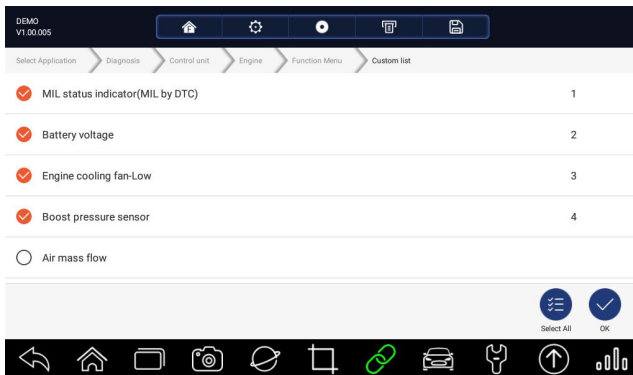 DEMO
V1.00.005
Select Application Diagnosis Control unit Engine Function Menu Custom list
MIL status indicator(MIL by DTC) 1
Battery voltage 2
Engine cooling fan-Low 3
Boost pressure sensor 4
Air mass flow
Select All OK